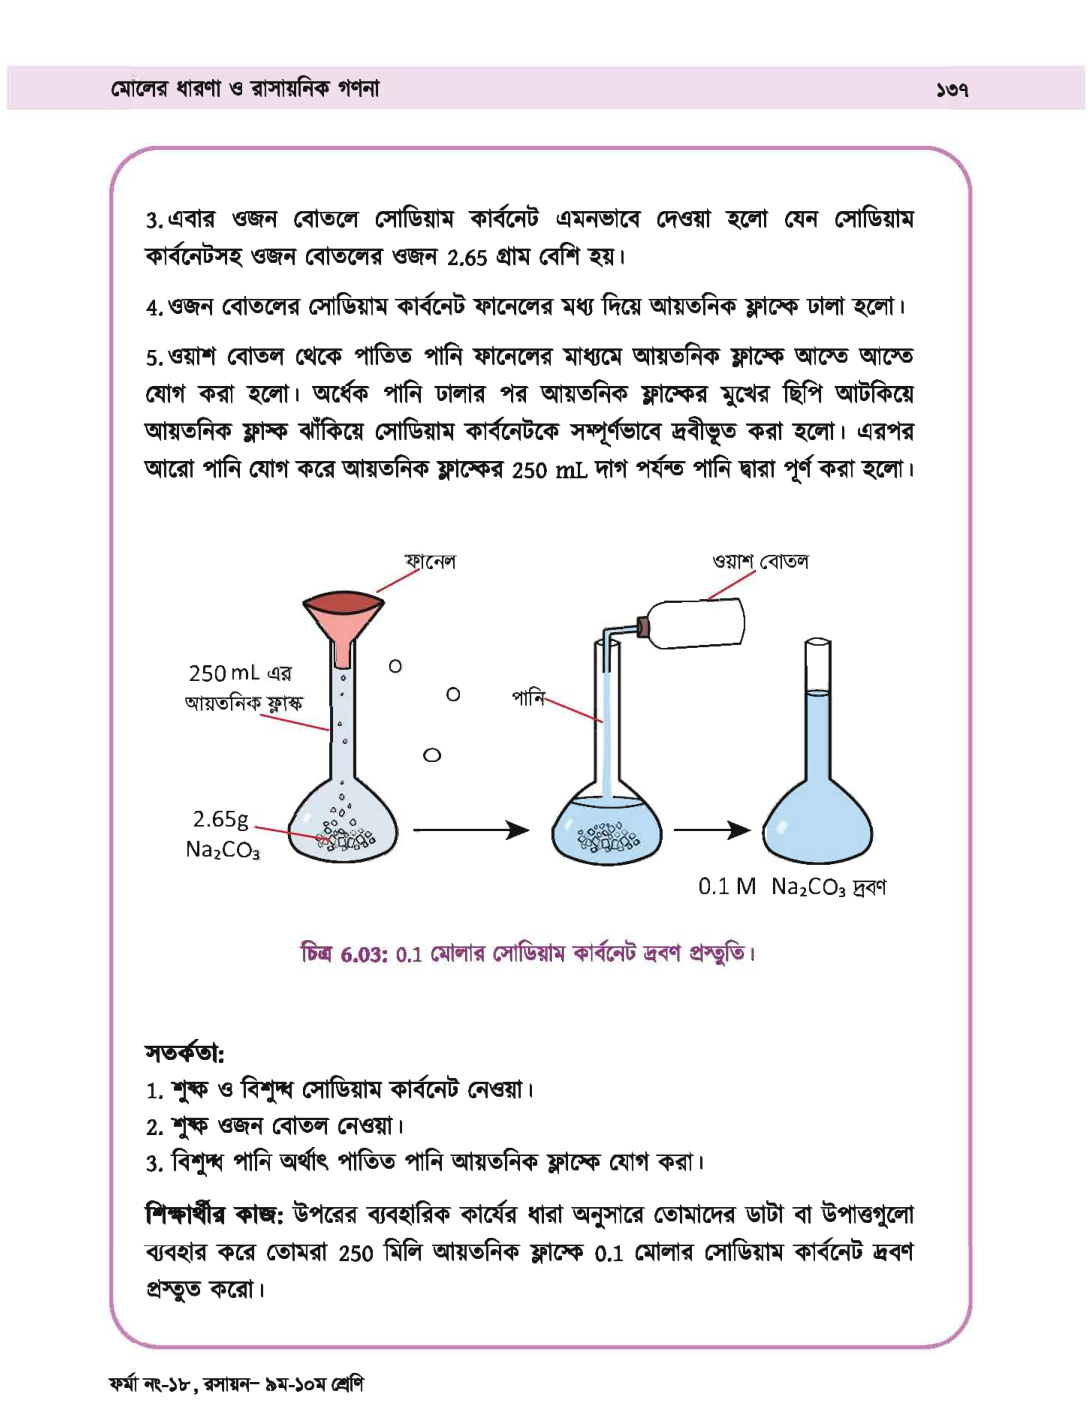 মোলের ধারণা ও রাসায়নিক গণনা ১৩৭
3. এবার ওজন বোতলে সোডিয়াম কার্বনেট এমনভাবে দেওয়া হলো যেন সোডিয়াম
কার্বনেটসহ ওজন বোতলের ওজন 2.65 গ্রাম বেশি হয়।
4. ওজন বোতলের সোডিয়াম কার্বনেট ফানেলের মধ্য দিয়ে আয়তনিক ফ্লাস্কে ঢালা হলো।
5. ওয়াশ বোতল থেকে পাতিত পানি ফানেলের মাধ্যমে আয়তনিক ফ্লাস্কে আস্তে আস্তে
যোগ করা হলো। অর্ধেক পানি ঢালার পর আয়তনিক ফ্লাস্কের মুখের ছিপি আটকিয়ে
আয়তনিক ফ্লাস্ক ঝাঁকিয়ে সোডিয়াম কার্বনেটকে সম্পূর্ণভাবে দ্রবীভূত করা হলো। এরপর
আরো পানি যোগ করে আয়তনিক ফ্লাস্কের 250 mL দাগ পর্যন্ত পানি দ্বারা পূর্ণ করা হলো।
ফানেল
ওয়াশ বোতল
250 mL এর
আয়তনিক ফ্লাস্ক
পানি
2.65g
Na₂CO₃
0.1 M Na₂CO₃ দ্রবণ
চিত্র 6.03: 0.1 মোলার সোডিয়াম কার্বনেট দ্রবণ প্রস্তুতি।
সতর্কতা:
1. শুষ্ক ও বিশুদ্ধ সোডিয়াম কার্বনেট নেওয়া।
2. শুষ্ক ওজন বোতল নেওয়া।
3. বিশুদ্ধ পানি অর্থাৎ পাতিত পানি আয়তনিক ফ্লাস্কে যোগ করা।
শিক্ষার্থীর কাজ: উপরের ব্যবহারিক কার্যের ধারা অনুসারে তোমাদের ডাটা বা উপাত্তগুলো
ব্যবহার করে তোমরা 250 মিলি আয়তনিক ফ্লাস্কে 0.1 মোলার সোডিয়াম কার্বনেট দ্রবণ
প্রস্তুত করো।
ফর্মা নং-১৮, রসায়ন– ৯ম-১০ম শ্রেণি